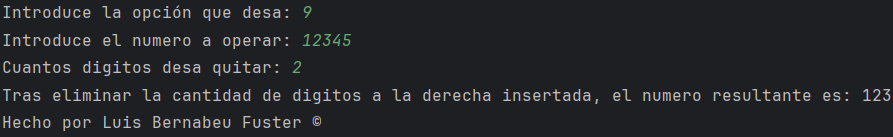 Introduce la opción que desa: 9
Introduce el numero a operar: 12345
Cuantos digitos desa quitar: 2
Tras eliminar la cantidad de digitos a la derecha insertada, el numero resultante es: 123
Hecho por Luis Bernabeu Fuster ©